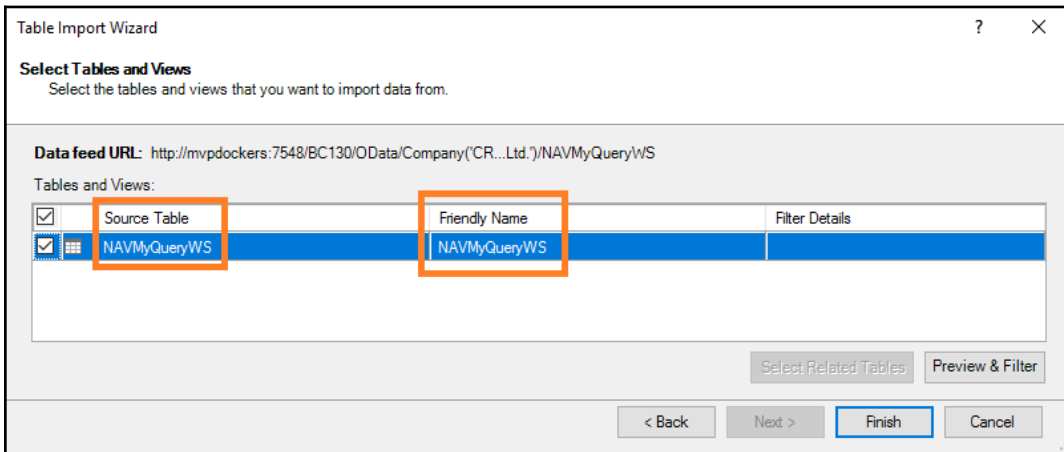 Table Import Wizard
?
Select Tables and Views
Select the tables and views that you want to import data from.
Data feed URL: http://mvpdockers:7548/BC130/OData/Company('CR...Ltd.')/NAVMyQueryWS
Tables and Views:
Source Table Friendly Name Filter Details
NAVMyQueryWS NAVMyQueryWS
Select Related Tables Preview & Filter
< Back Next > Finish Cancel